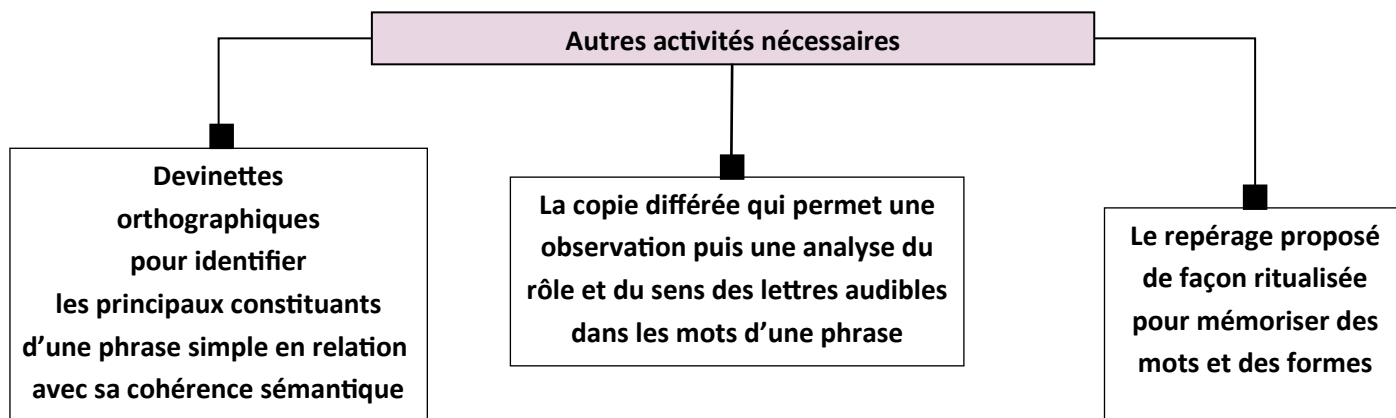 Autres activités nécessaires
Devinettes
orthographiques
pour identifier
les principaux constituants
d'une phrase simple en relation
avec sa cohérence sémantique
La copie différée qui permet une
observation puis une analyse du
rôle et du sens des lettres audibles
dans les mots d'une phrase
Le repérage proposé
de façon ritualisée
pour mémoriser des
mots et des formes